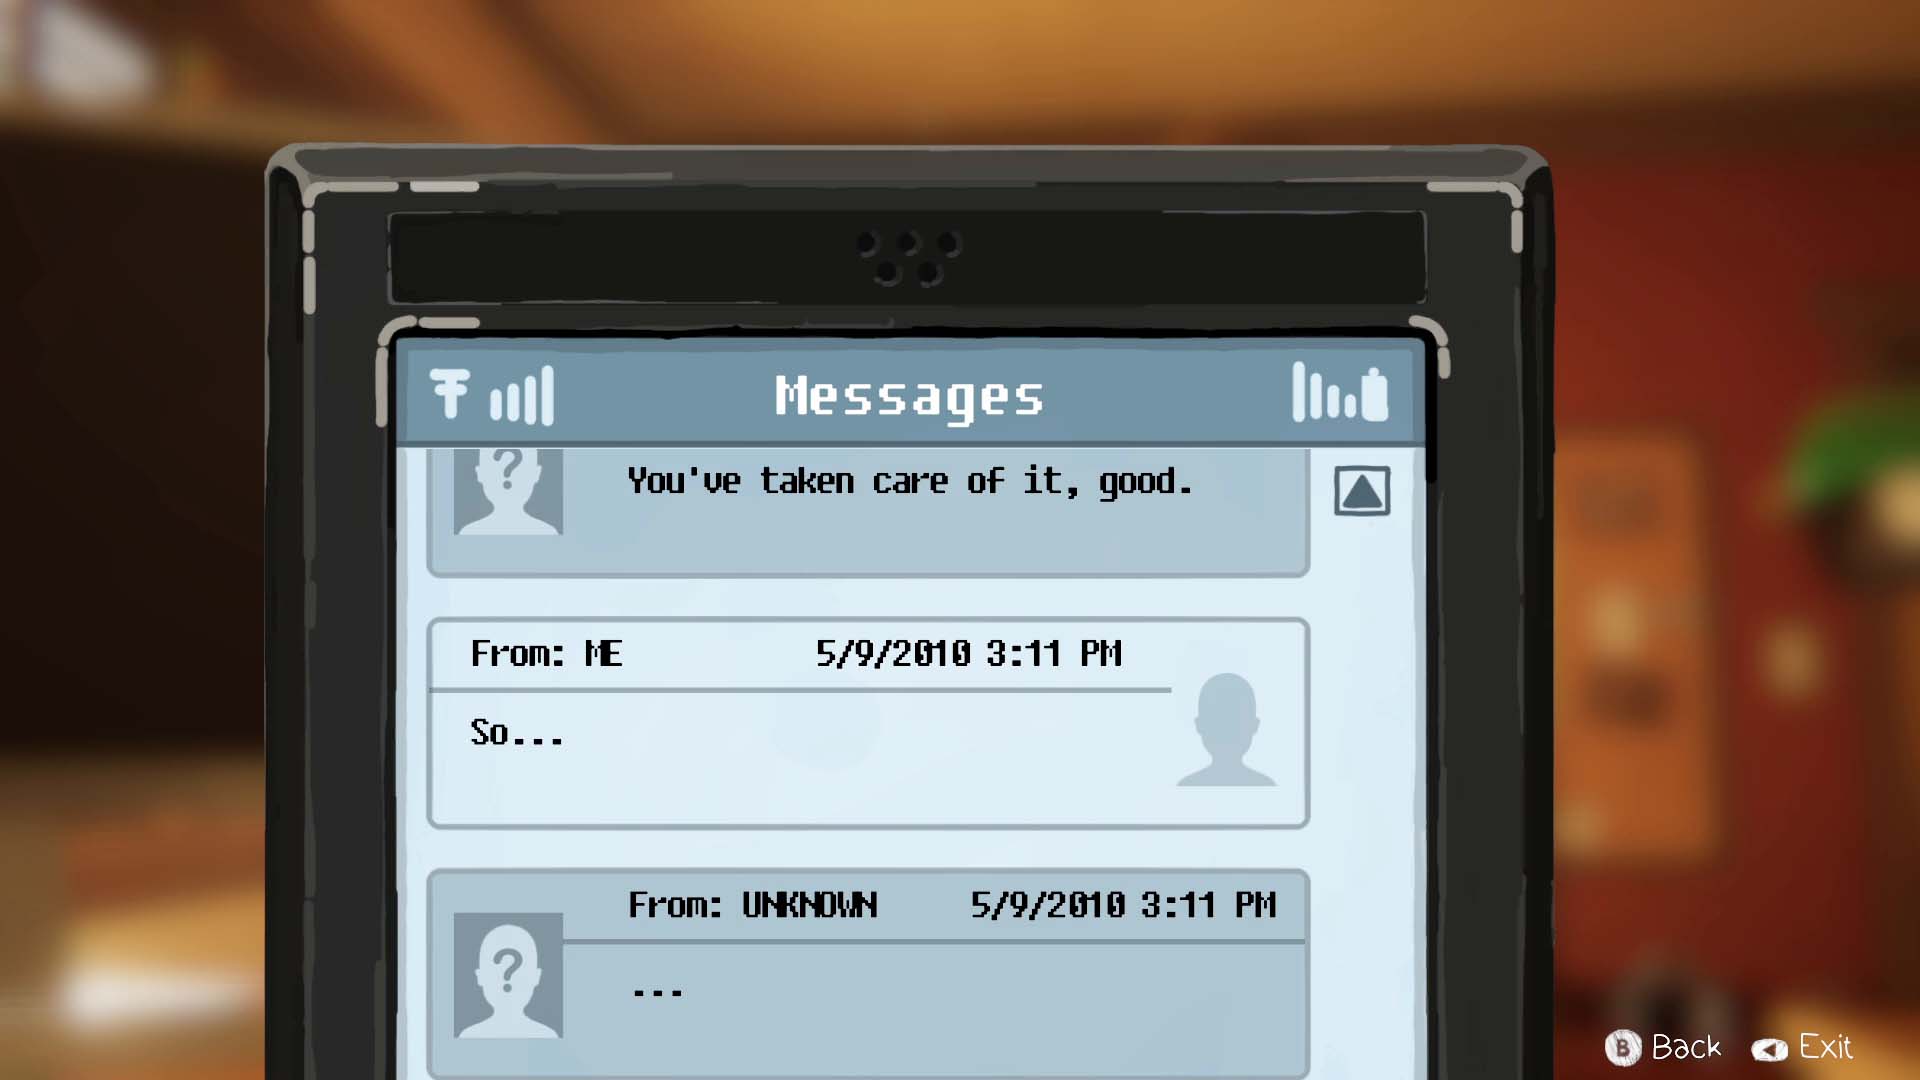 Messages
You've taken care of it, good.
From: ME 5/9/2010 3:11 PM
So...
From: UNKNOWN 5/9/2010 3:11 PM
...
B Back Exit